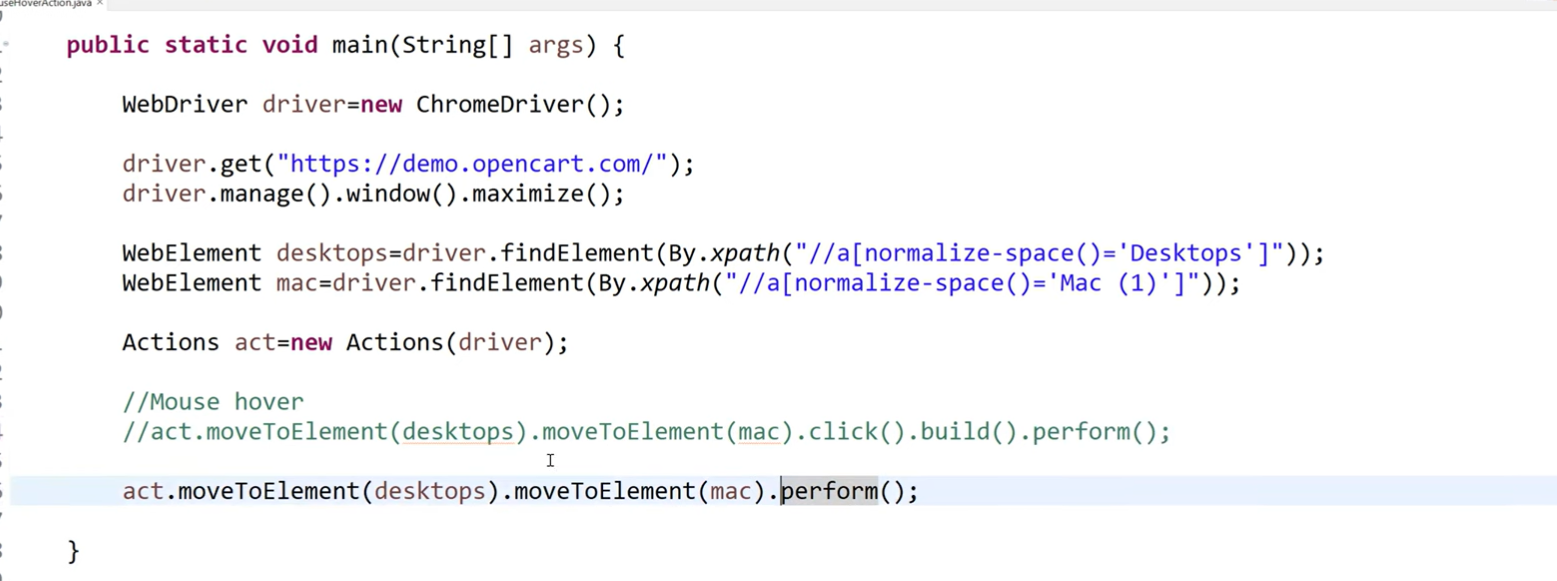 useHoverAction.java ×
public static void main(String[] args) {
WebDriver driver=new ChromeDriver();
driver.get("https://demo.opencart.com/");
driver.manage().window().maximize();
WebElement desktops=driver.findElement(By.xpath("//a[normalize-space()='Desktops']"));
WebElement mac=driver.findElement(By.xpath("//a[normalize-space()='Mac (1)']"));
Actions act=new Actions(driver);
//Mouse hover
//act.moveToElement(desktops).moveToElement(mac).click().build().perform();
act.moveToElement(desktops).moveToElement(mac).perform();
}